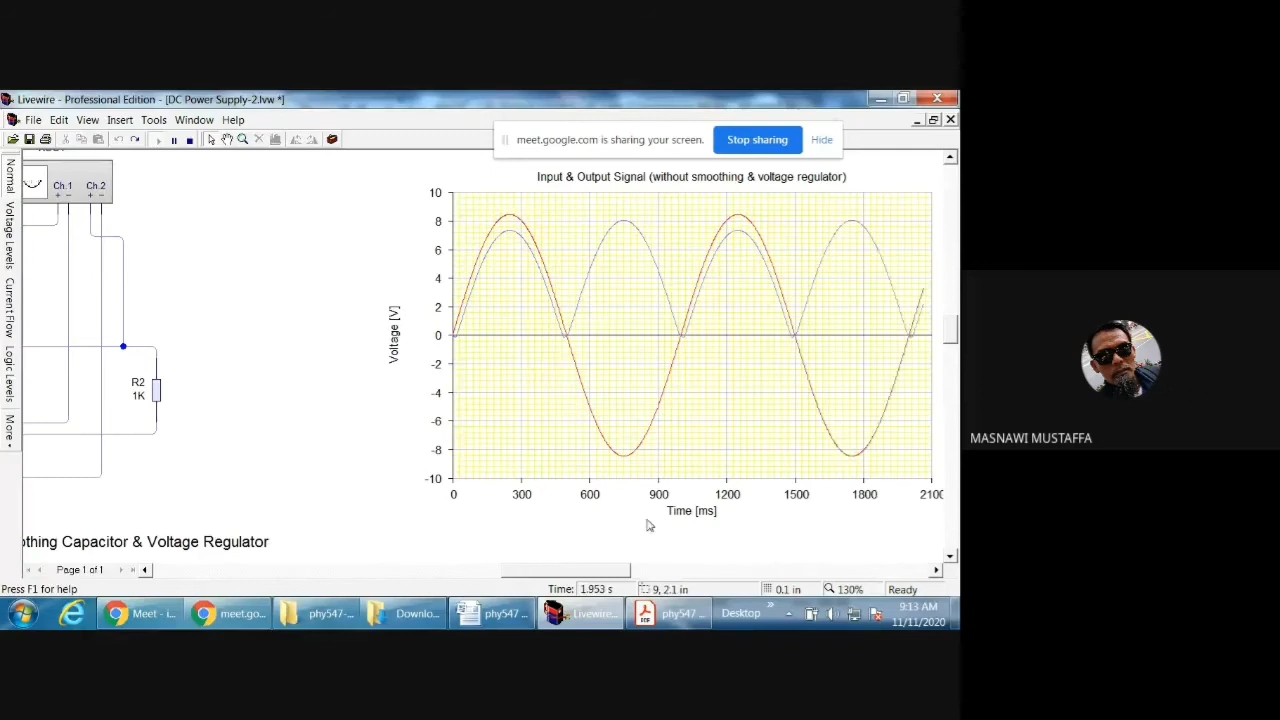 Livewire - Professional Edition - [DC Power Supply-2.lvw *]
File Edit View Insert Tools Window Help
meet.google.com is sharing your screen. Stop sharing Hide
Normal
Voltage Levels
Current Flow
Logic Levels
More
Ch.1 Ch.2
+ - + -
R2
1K
Input & Output Signal (without smoothing & voltage regulator)
Voltage [V]
10
8
6
4
2
0
-2
-4
-6
-8
-10
0 300 600 900 1200 1500 1800 2100
Time [ms]
othing Capacitor & Voltage Regulator
Page 1 of 1
Press F1 for help Time: 1.953 s 9, 2.1 in 0.1 in 130% Ready
Meet - i... meet.go... phy547-... Downlo... phy547 ... Livewire... phy547 ... Desktop » 9:13 AM
11/11/2020
MASNAWI MUSTAFFA